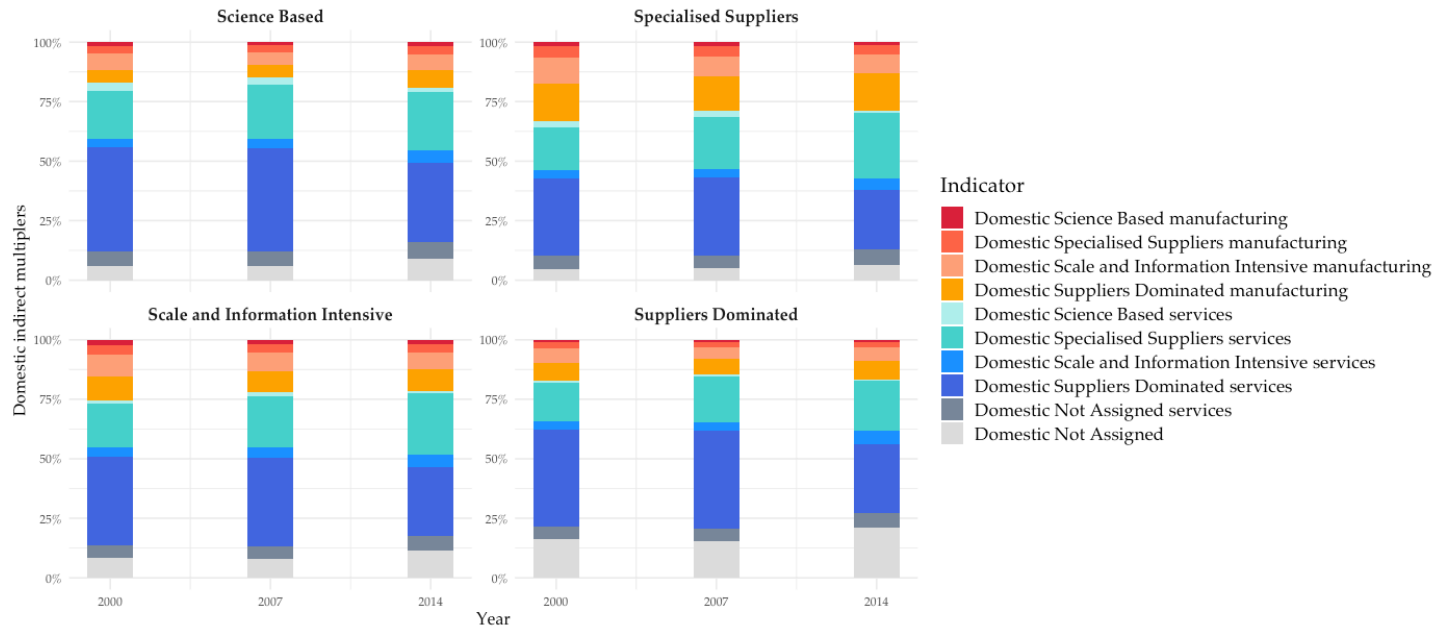 Science Based
Specialised Suppliers
100%
75%
50%
25%
0%
100%
75%
50%
25%
0%
Scale and Information Intensive
Suppliers Dominated
100%
75%
50%
25%
0%
100%
75%
50%
25%
0%
2000
2007
2014
2000
2007
2014
Year
Domestic indirect multiplers
Indicator
Domestic Science Based manufacturing
Domestic Specialised Suppliers manufacturing
Domestic Scale and Information Intensive manufacturing
Domestic Suppliers Dominated manufacturing
Domestic Science Based services
Domestic Specialised Suppliers services
Domestic Scale and Information Intensive services
Domestic Suppliers Dominated services
Domestic Not Assigned services
Domestic Not Assigned